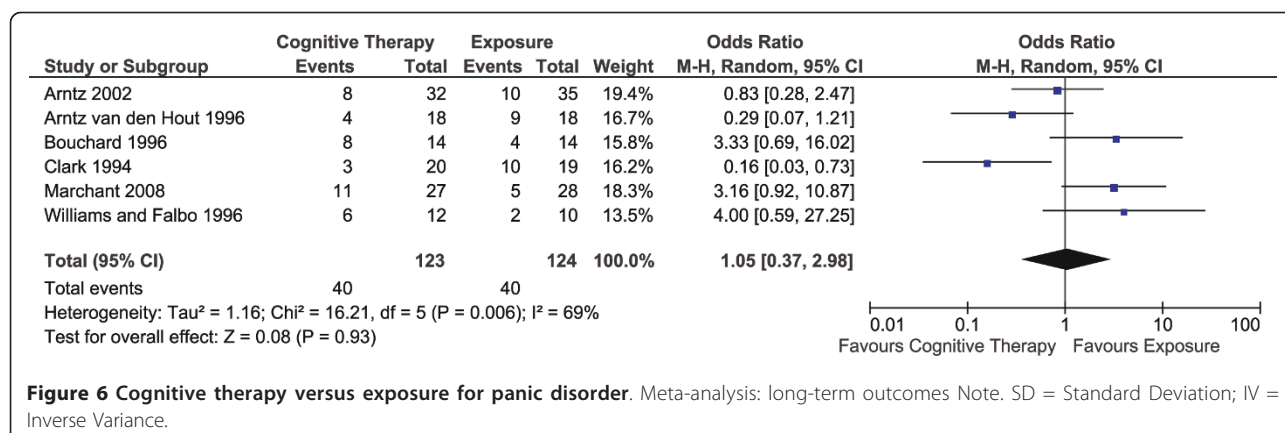 Cognitive Therapy Exposure Odds Ratio Odds Ratio
Study or Subgroup Events Total Events Total Weight M-H, Random, 95% CI M-H, Random, 95% CI
Arntz 2002 8 32 10 35 19.4% 0.83 [0.28, 2.47]
Arntz van den Hout 1996 4 18 9 18 16.7% 0.29 [0.07, 1.21]
Bouchard 1996 8 14 4 14 15.8% 3.33 [0.69, 16.02]
Clark 1994 3 20 10 19 16.2% 0.16 [0.03, 0.73]
Marchant 2008 11 27 5 28 18.3% 3.16 [0.92, 10.87]
Williams and Falbo 1996 6 12 2 10 13.5% 4.00 [0.59, 27.25]
Total (95% CI) 123 124 100.0% 1.05 [0.37, 2.98]
Total events 40 40
Heterogeneity: Tau² = 1.16; Chi² = 16.21, df = 5 (P = 0.006); I² = 69%
Test for overall effect: Z = 0.08 (P = 0.93)
0.01 0.1 1 10 100
Favours Cognitive Therapy Favours Exposure
Figure 6 Cognitive therapy versus exposure for panic disorder. Meta-analysis: long-term outcomes Note. SD = Standard Deviation; IV =
Inverse Variance.